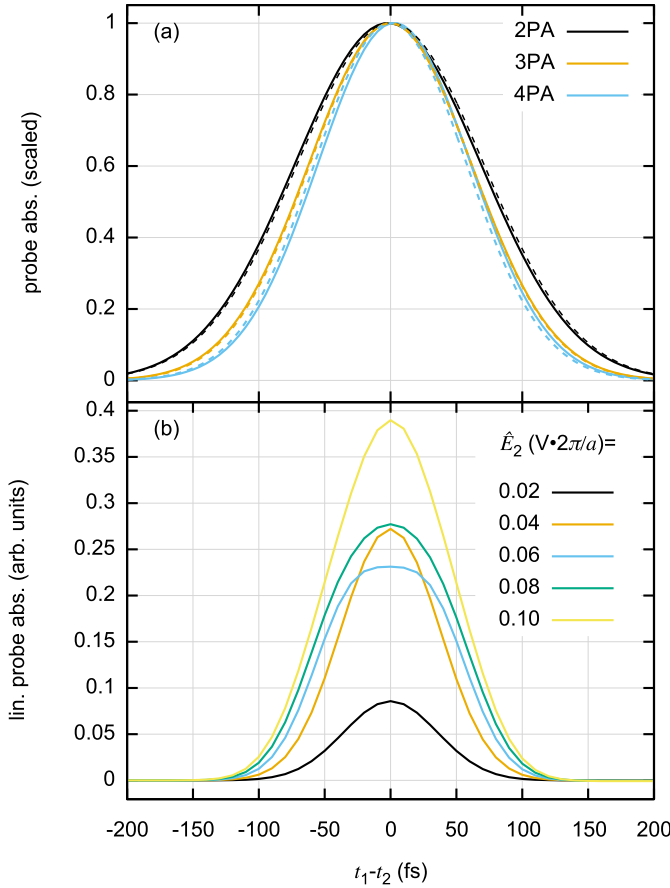 (a)
2PA
3PA
4PA
probe abs. (scaled)
1
0.8
0.6
0.4
0.2
0
(b)
Ê₂ (V•2π/a)=
0.02
0.04
0.06
0.08
0.10
lin. probe abs. (arb. units)
0.4
0.35
0.3
0.25
0.2
0.15
0.1
0.05
0
-200 -150 -100 -50 0 50 100 150 200
t₁-t₂ (fs)